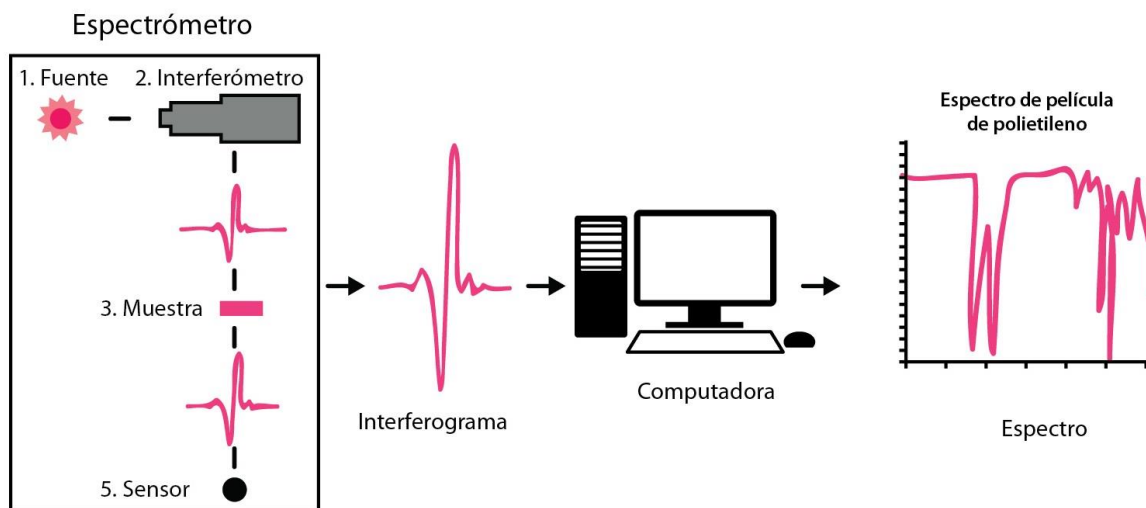 Espectrómetro
1. Fuente
2. Interferómetro
3. Muestra
5. Sensor
Interferograma
Computadora
Espectro de película
de polietileno
Espectro